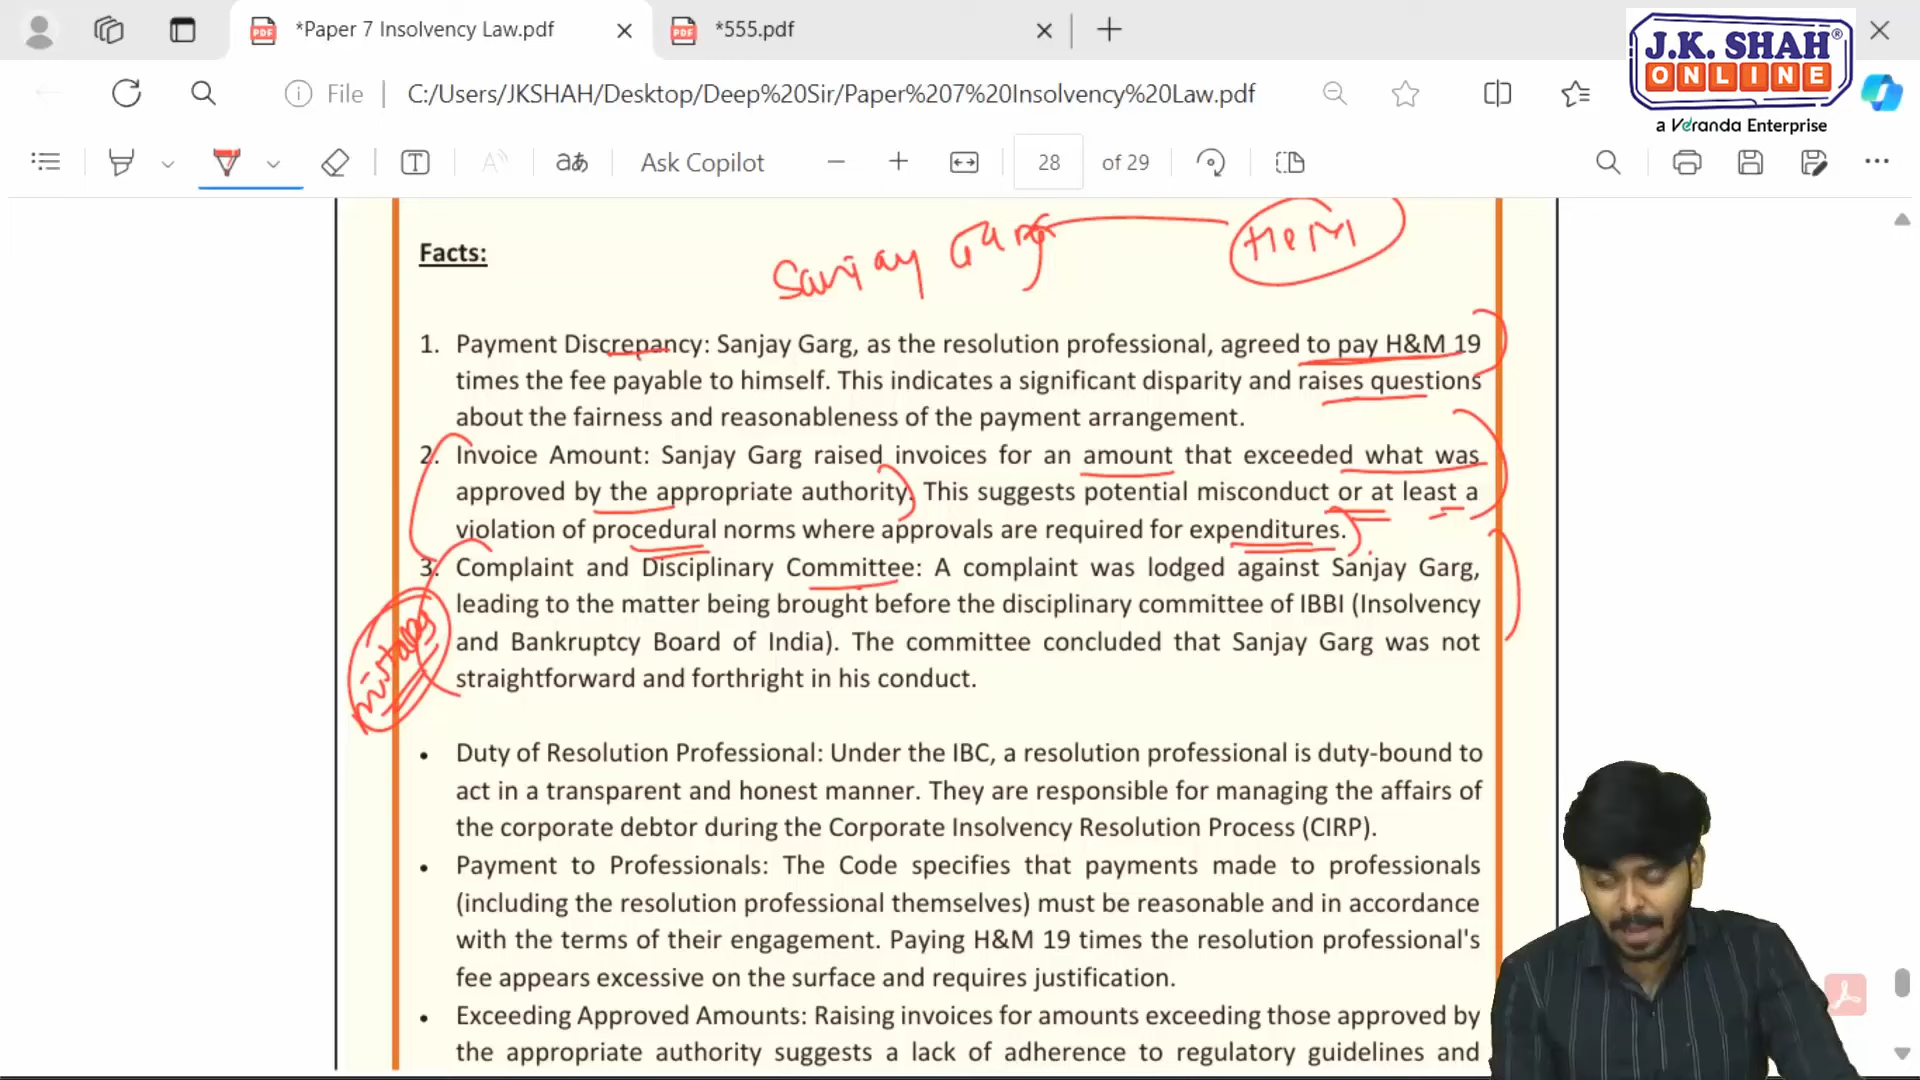 *Paper 7 Insolvency Law.pdf
*555.pdf
J.K. SHAH®
ONLINE
a Veranda Enterprise
File
C:/Users/JKSHAH/Desktop/Deep%20Sir/Paper%207%20Insolvency%20Law.pdf
Ask Copilot
28
of 29
Facts:
Sanjay Garg
H&M
1. Payment Discrepancy: Sanjay Garg, as the resolution professional, agreed to pay H&M 19
times the fee payable to himself. This indicates a significant disparity and raises questions
about the fairness and reasonableness of the payment arrangement.
2. Invoice Amount: Sanjay Garg raised invoices for an amount that exceeded what was
approved by the appropriate authority. This suggests potential misconduct or at least a
violation of procedural norms where approvals are required for expenditures.
3. Complaint and Disciplinary Committee: A complaint was lodged against Sanjay Garg,
leading to the matter being brought before the disciplinary committee of IBBI (Insolvency
and Bankruptcy Board of India). The committee concluded that Sanjay Garg was not
straightforward and forthright in his conduct.
mistakes
• Duty of Resolution Professional: Under the IBC, a resolution professional is duty-bound to
act in a transparent and honest manner. They are responsible for managing the affairs of
the corporate debtor during the Corporate Insolvency Resolution Process (CIRP).
• Payment to Professionals: The Code specifies that payments made to professionals
(including the resolution professional themselves) must be reasonable and in accordance
with the terms of their engagement. Paying H&M 19 times the resolution professional's
fee appears excessive on the surface and requires justification.
• Exceeding Approved Amounts: Raising invoices for amounts exceeding those approved by
the appropriate authority suggests a lack of adherence to regulatory guidelines and